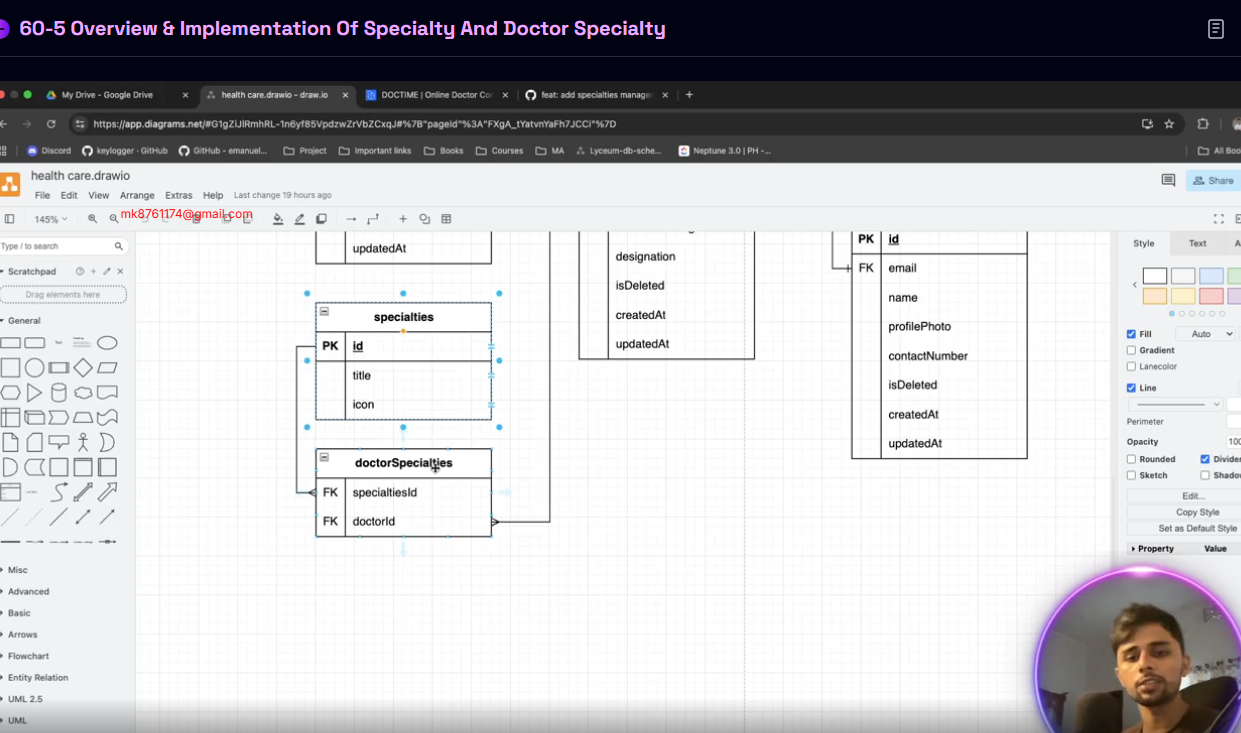 60-5 Overview & Implementation Of Specialty And Doctor Specialty
My Drive - Google Drive
health care.drawio - draw.io
DOCTIME | Online Doctor Co
feat: add specialties manage
https://app.diagrams.net/#G1gZiJlRmhRL-1n6yf85VpdzwZrVbZCxqJ#%7B"pageId"%3A"FXgA_tYatvnYaFh7JCCi"%7D
Discord
keylogger · GitHub
GitHub - emanuel...
Project
Important links
Books
Courses
MA
Lyceum-db-sche...
Neptune 3.0 | PH -...
All Boo
health care.drawio
Share
File Edit View Arrange Extras Help Last change 19 hours ago
mk8761174@gmail.com
145%
Type / to search
Scratchpad
Drag elements here
General
Misc
Advanced
Basic
Arrows
Flowchart
Entity Relation
UML 2.5
UML
updatedAt
specialties
PK id
title
icon
doctorSpecialties
FK specialtiesId
FK doctorId
designation
isDeleted
createdAt
updatedAt
PK id
FK email
name
profilePhoto
contactNumber
isDeleted
createdAt
updatedAt
Style Text A
Fill Auto
Gradient
Lanecolor
Line
Perimeter
Opacity 100
Rounded Divider
Sketch Shadow
Edit...
Copy Style
Set as Default Style
Property Value